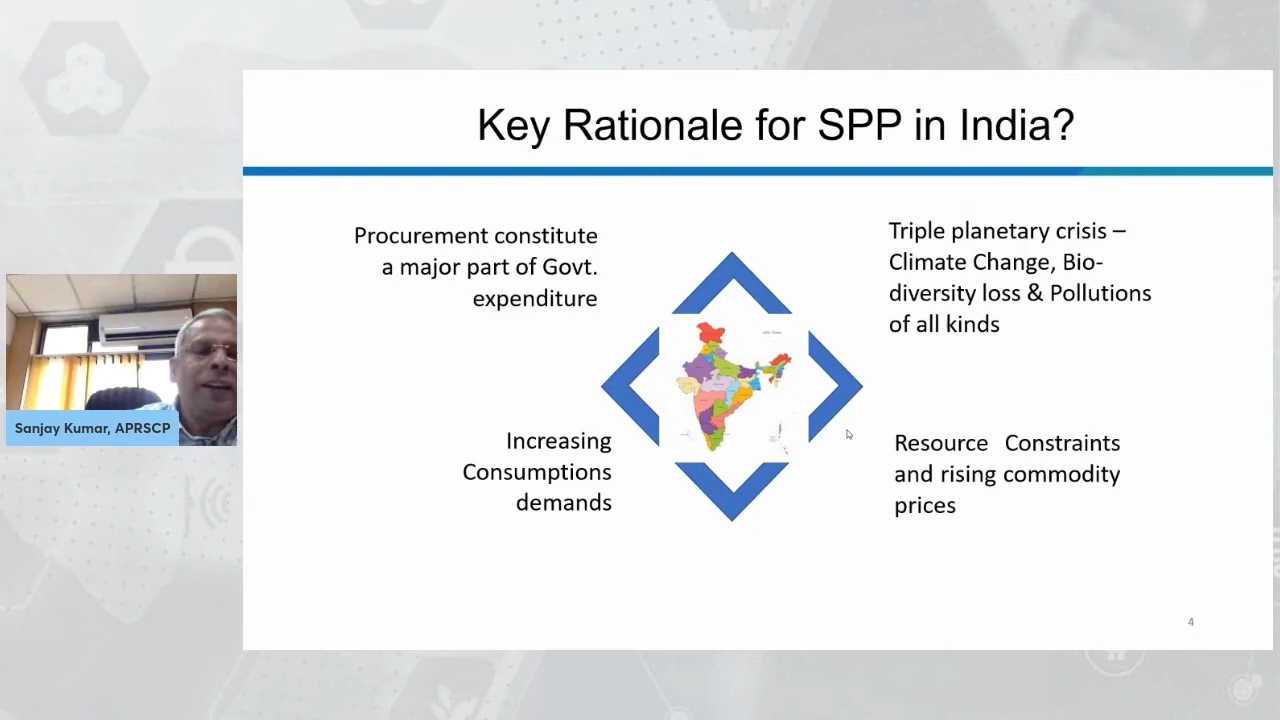 Key Rationale for SPP in India?
Procurement constitute
a major part of Govt.
expenditure
Triple planetary crisis –
Climate Change, Bio-
diversity loss & Pollutions
of all kinds
Increasing
Consumptions
demands
Resource Constraints
and rising commodity
prices
Sanjay Kumar, APRSCP
4